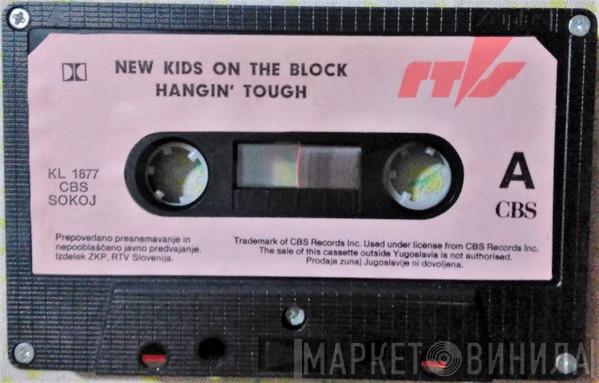 NEW KIDS ON THE BLOCK
HANGIN' TOUGH
RTVS
KL 1877
CBS
SOKOJ
A
CBS
Prepovedano presnemavanje in
nepooblaščeno javno predvajanje.
Izdelek ZKP, RTV Slovenija.
Trademark of CBS Records Inc. Used under license from CBS Records Inc.
The sale of this cassette outside Yugoslavia is not authorised.
Prodaja zunaj Jugoslavije ni dovoljena.
МАРКЕТ ВИНИЛА